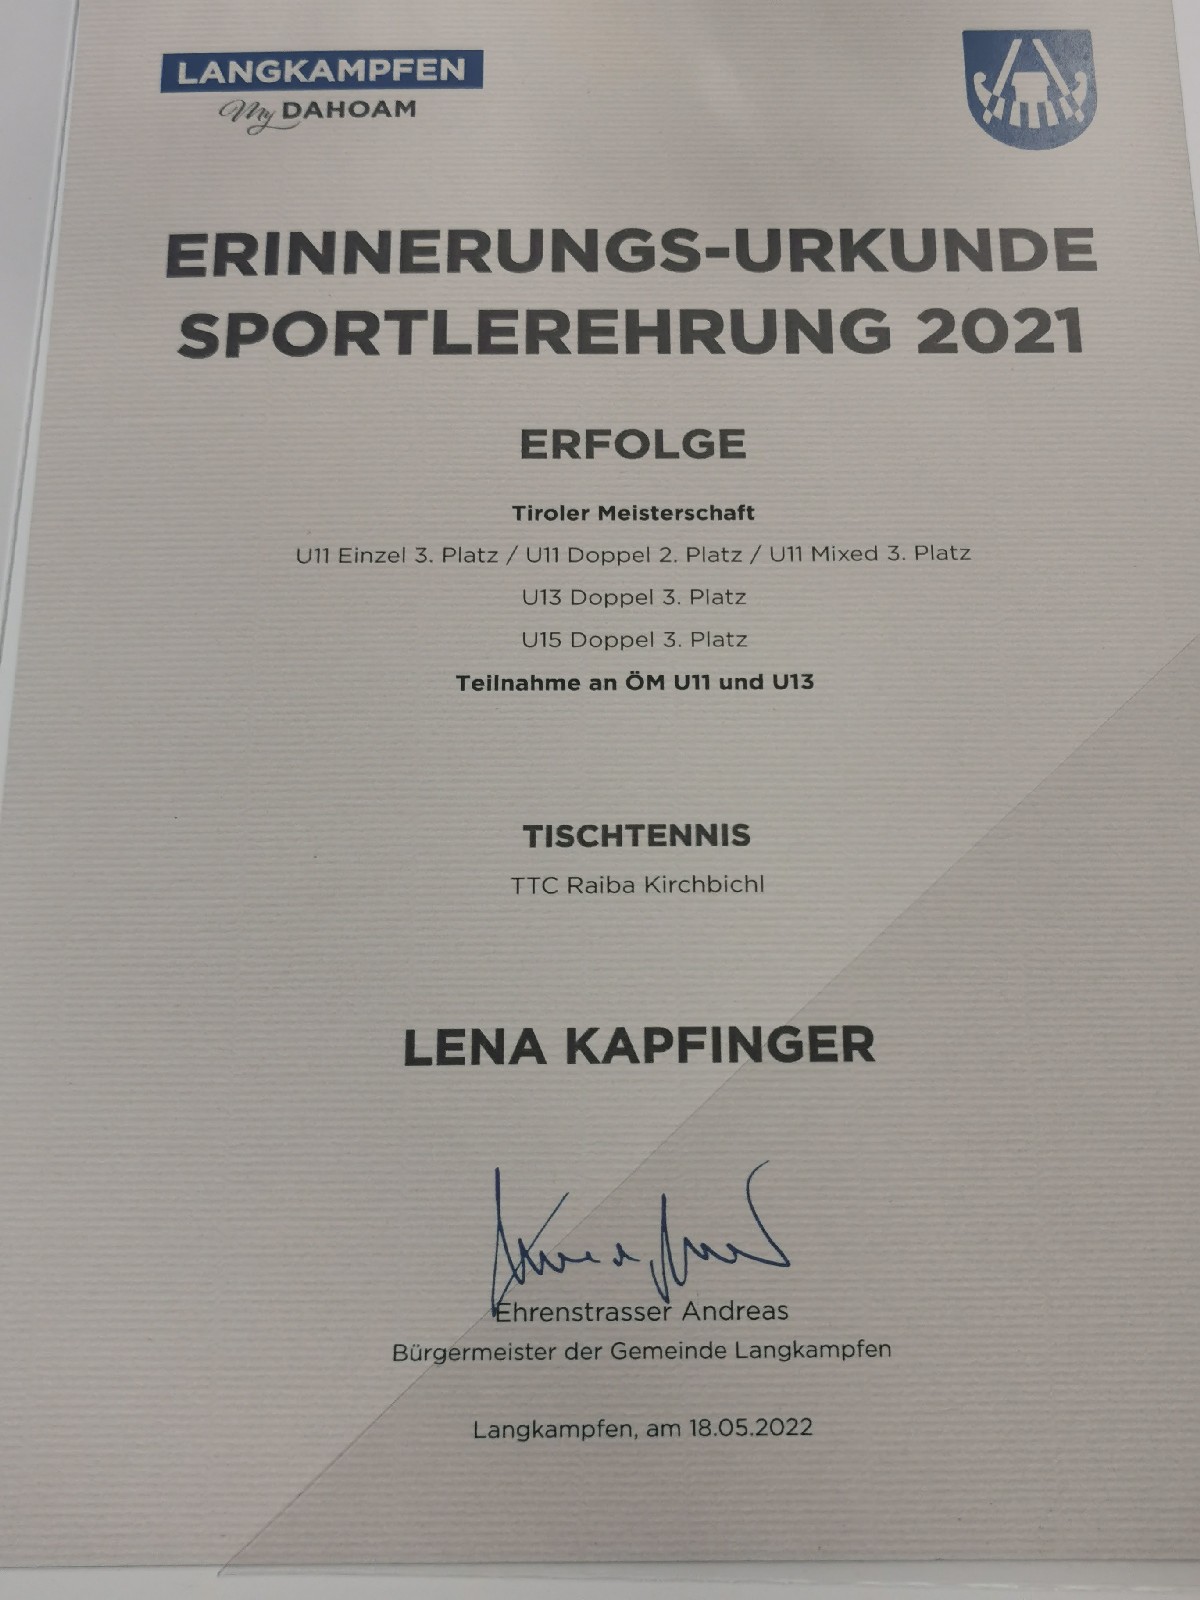 LANGKAMPFEN
My DAHOAM
ERINNERUNGS-URKUNDE
SPORTLEREHRUNG 2021
ERFOLGE
Tiroler Meisterschaft
U11 Einzel 3. Platz / U11 Doppel 2. Platz / U11 Mixed 3. Platz
U13 Doppel 3. Platz
U15 Doppel 3. Platz
Teilnahme an ÖM U11 und U13
TISCHTENNIS
TTC Raiba Kirchbichl
LENA KAPFINGER
Ehrenstrasser Andreas
Bürgermeister der Gemeinde Langkampfen
Langkampfen, am 18.05.2022